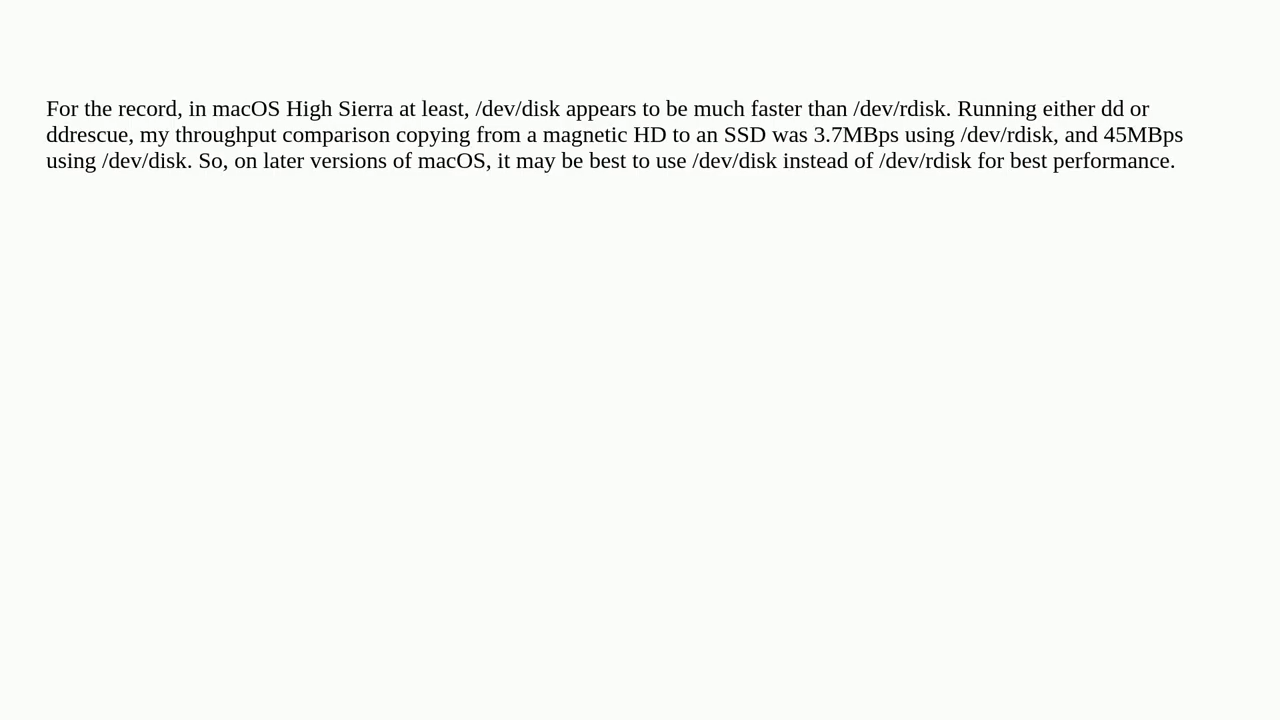 For the record, in macOS High Sierra at least, /dev/disk appears to be much faster than /dev/rdisk. Running either dd or
ddrescue, my throughput comparison copying from a magnetic HD to an SSD was 3.7MBps using /dev/rdisk, and 45MBps
using /dev/disk. So, on later versions of macOS, it may be best to use /dev/disk instead of /dev/rdisk for best performance.